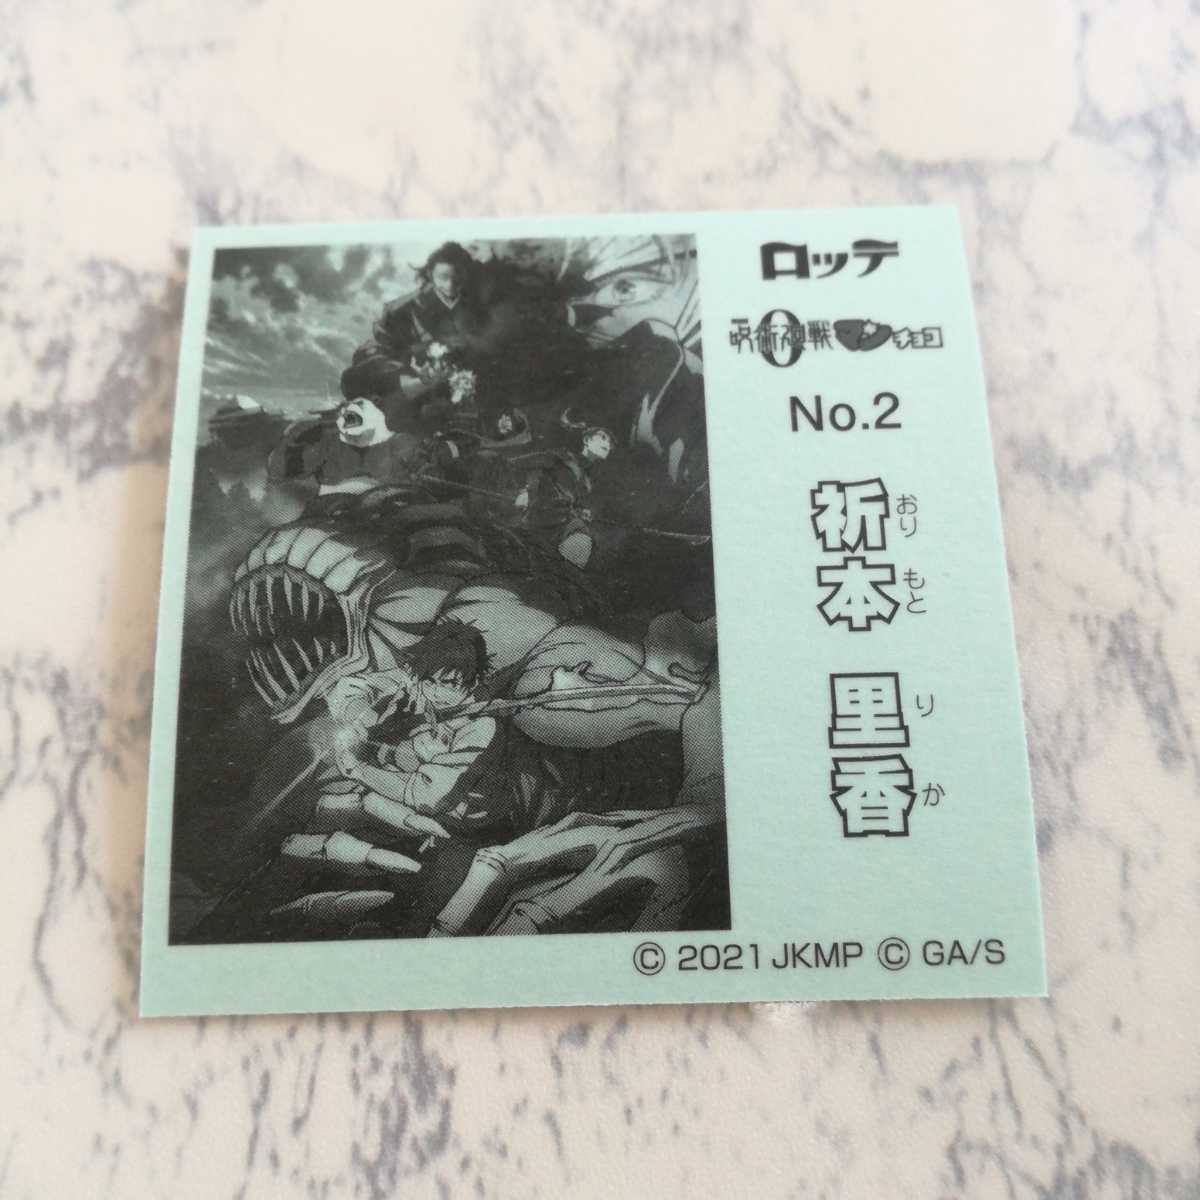 ロッテ
呪術廻戦0マンチョコ
No.2
祈本 里香
おり もと り か
© 2021 JKMP © GA/S